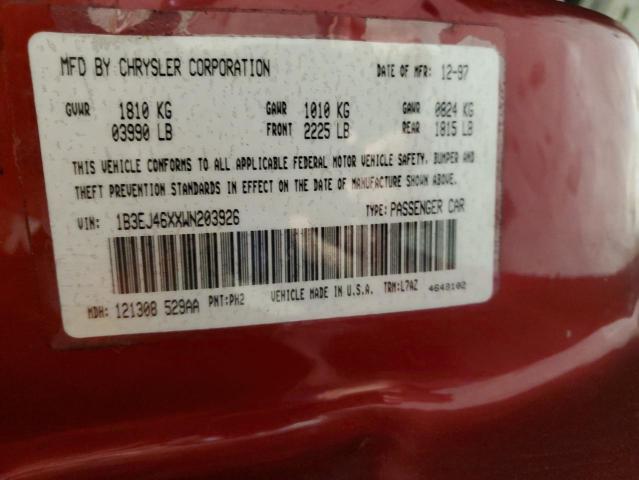 MFD BY CHRYSLER CORPORATION DATE OF MFR: 12-97
GVWR 1810 KG GAWR 1010 KG GAWR 0824 KG
03990 LB FRONT 2225 LB REAR 1815 LB
THIS VEHICLE CONFORMS TO ALL APPLICABLE FEDERAL MOTOR VEHICLE SAFETY, BUMPER AND
THEFT PREVENTION STANDARDS IN EFFECT ON THE DATE OF MANUFACTURE SHOWN ABOVE.
VIN: 1B3EJ46XXWN203926 TYPE: PASSENGER CAR
MDH: 121308 529AA PNT: PH2 VEHICLE MADE IN U.S.A. TRM: L7AZ 4648102